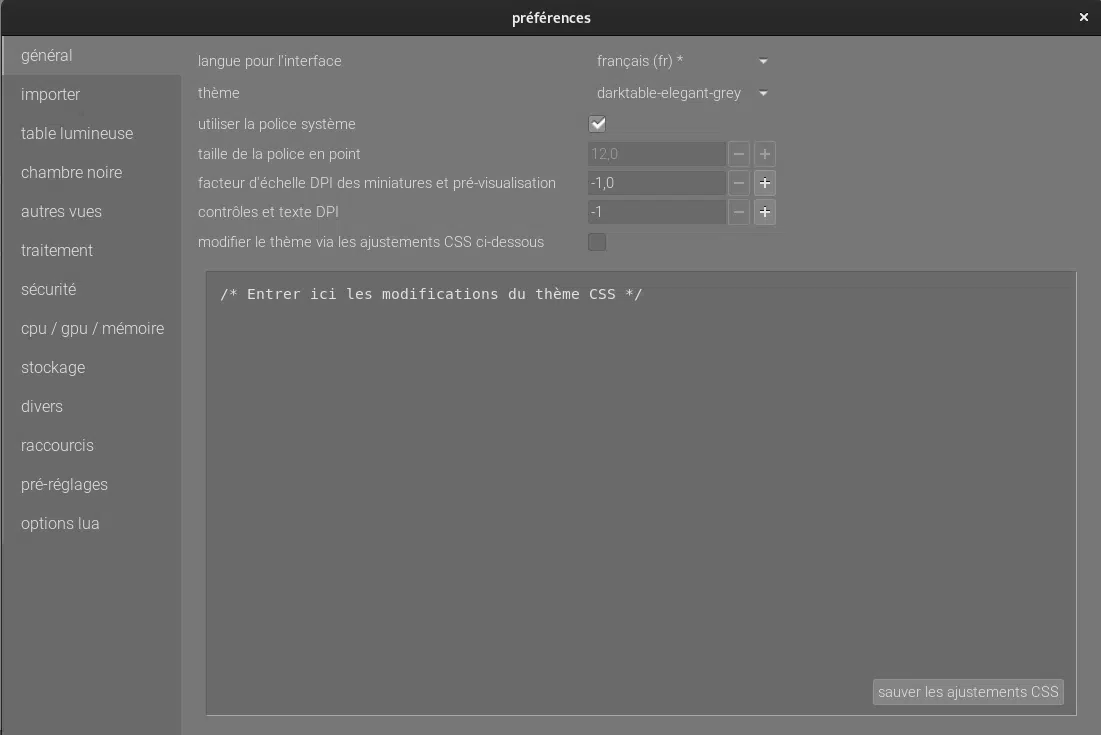 préférences
général
importer
table lumineuse
chambre noire
autres vues
traitement
sécurité
cpu / gpu / mémoire
stockage
divers
raccourcis
pré-réglages
options lua
langue pour l'interface
français (fr) *
thème
darktable-elegant-grey
utiliser la police système
taille de la police en point
12,0
facteur d'échelle DPI des miniatures et pré-visualisation
-1,0
contrôles et texte DPI
-1
modifier le thème via les ajustements CSS ci-dessous
/* Entrer ici les modifications du thème CSS */
sauver les ajustements CSS